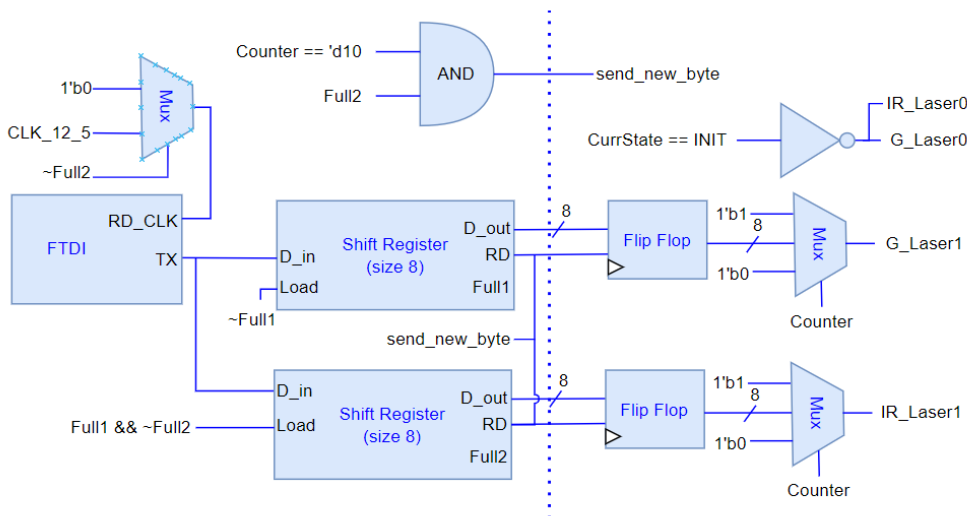 Counter == 'd10
Full2
AND
send_new_byte
1'b0
CLK_12_5
~Full2
Mux
CurrState == INIT
IR_Laser0
G_Laser0
FTDI
RD_CLK
TX
D_in
Load
~Full1
Shift Register
(size 8)
D_out
RD
Full1
8
Flip Flop
1'b1
8
1'b0
Mux
G_Laser1
Counter
send_new_byte
D_in
Load
Full1 && ~Full2
Shift Register
(size 8)
D_out
RD
Full2
8
Flip Flop
1'b1
8
1'b0
Mux
IR_Laser1
Counter